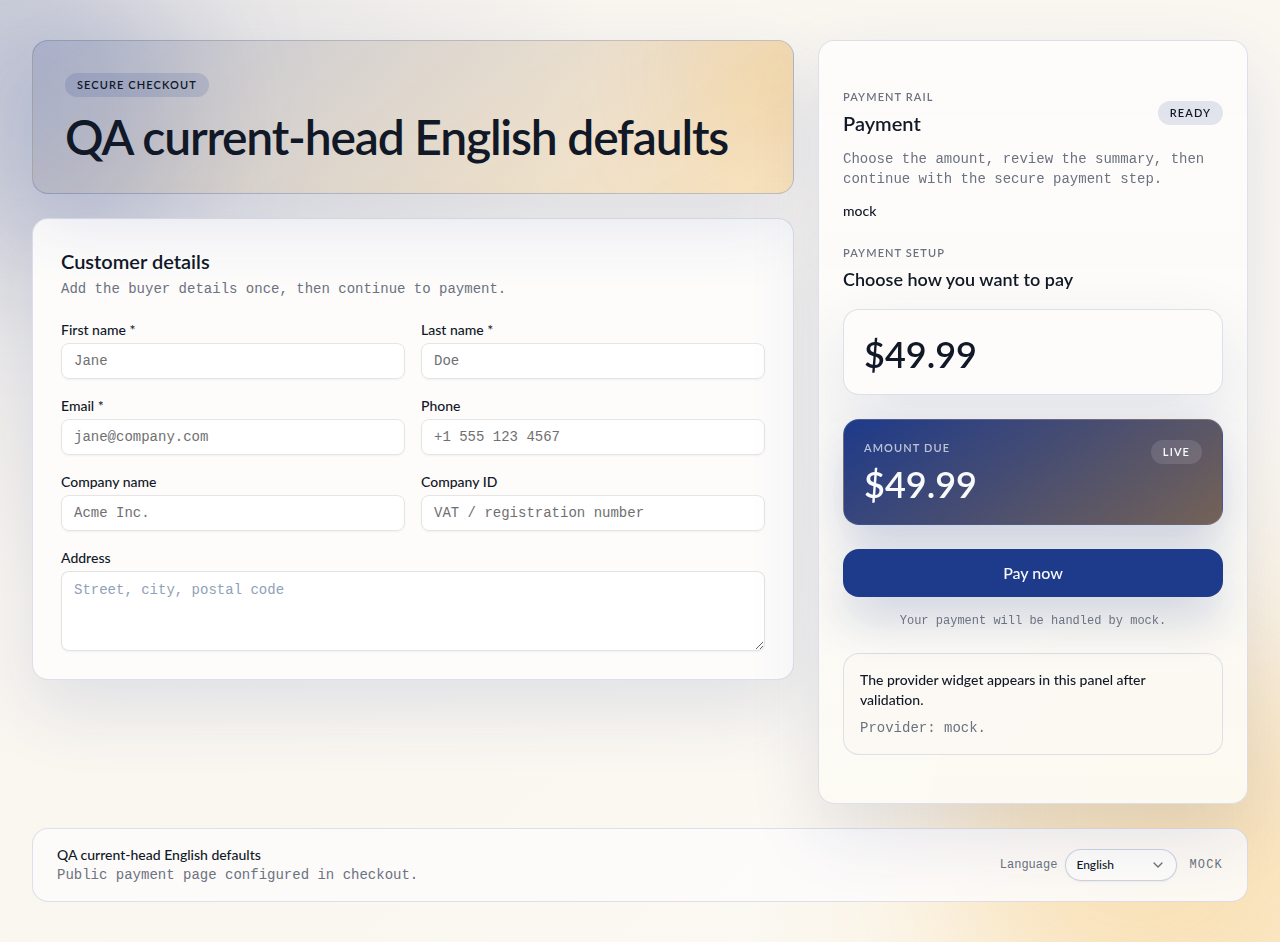 SECURE CHECKOUT
QA current-head English defaults
Customer details
Add the buyer details once, then continue to payment.
First name *
Last name *
Jane
Doe
Email *
Phone
jane@company.com
+1 555 123 4567
Company name
Company ID
Acme Inc.
VAT / registration number
Address
Street, city, postal code
PAYMENT RAIL
Payment
READY
Choose the amount, review the summary, then
continue with the secure payment step.
mock
PAYMENT SETUP
Choose how you want to pay
$49.99
AMOUNT DUE
LIVE
$49.99
Pay now
Your payment will be handled by mock.
The provider widget appears in this panel after
validation.
Provider: mock.
QA current-head English defaults
Public payment page configured in checkout.
Language
English
MOCK